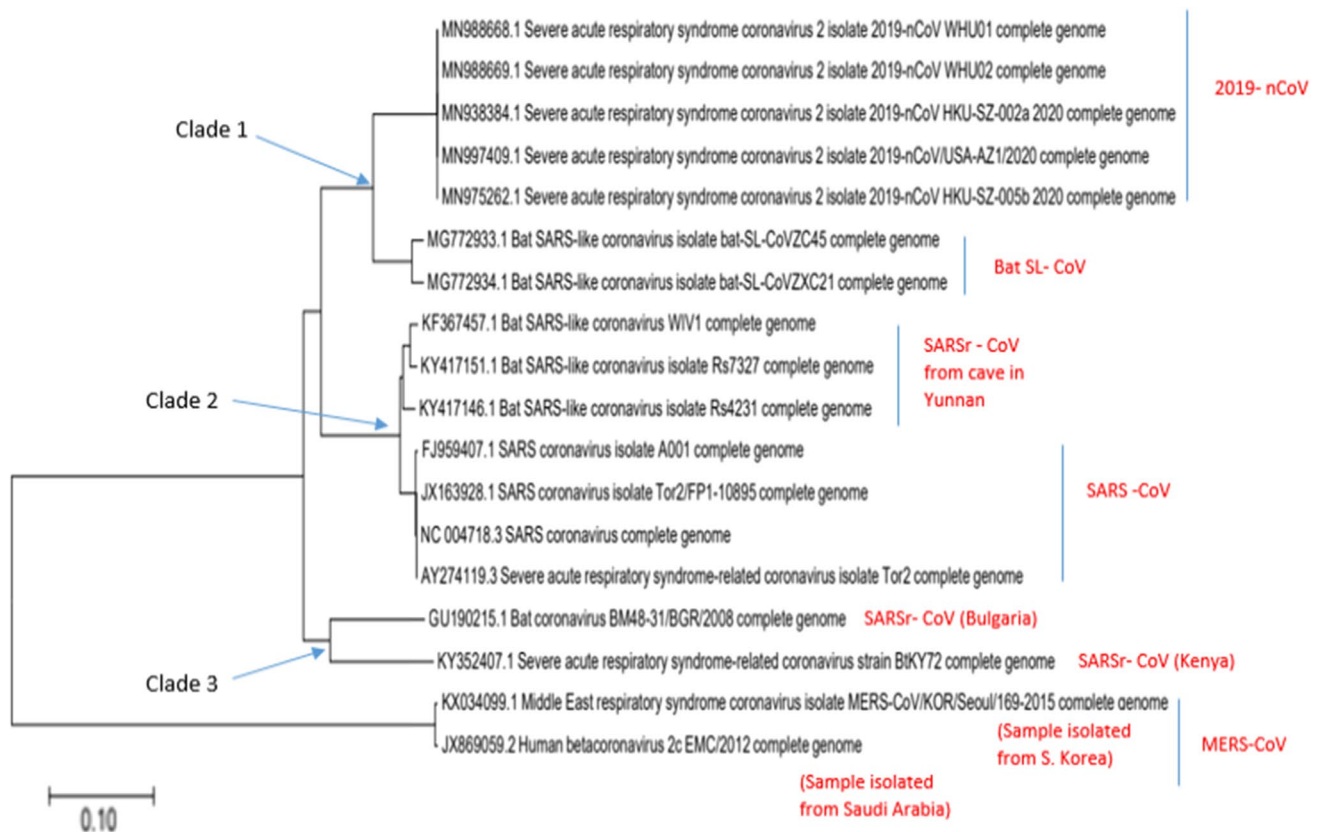 MN988668.1 Severe acute respiratory syndrome coronavirus 2 isolate 2019-nCoV WHU01 complete genome
MN988669.1 Severe acute respiratory syndrome coronavirus 2 isolate 2019-nCoV WHU02 complete genome
2019- nCoV
MN938384.1 Severe acute respiratory syndrome coronavirus 2 isolate 2019-nCoV HKU-SZ-002a 2020 complete genome
Clade 1
MN997409.1 Severe acute respiratory syndrome coronavirus 2 isolate 2019-nCoV/USA-AZ1/2020 complete genome
MN975262.1 Severe acute respiratory syndrome coronavirus 2 isolate 2019-nCoV HKU-SZ-005b 2020 complete genome
MG772933.1 Bat SARS-like coronavirus isolate bat-SL-CoVZC45 complete genome
Bat SL- CoV
MG772934.1 Bat SARS-like coronavirus isolate bat-SL-CoVZXC21 complete genome
KF367457.1 Bat SARS-like coronavirus WIV1 complete genome
KY417151.1 Bat SARS-like coronavirus isolate Rs7327 complete genome
KY417146.1 Bat SARS-like coronavirus isolate Rs4231 complete genome
SARSr - CoV
from cave in
Yunnan
Clade 2
FJ959407.1 SARS coronavirus isolate A001 complete genome
JX163928.1 SARS coronavirus isolate Tor2/FP1-10895 complete genome
SARS -CoV
NC 004718.3 SARS coronavirus complete genome
AY274119.3 Severe acute respiratory syndrome-related coronavirus isolate Tor2 complete genome
GU190215.1 Bat coronavirus BM48-31/BGR/2008 complete genome
SARSr- CoV (Bulgaria)
KY352407.1 Severe acute respiratory syndrome-related coronavirus strain BtKY72 complete genome
SARSr- CoV (Kenya)
Clade 3
KX034099.1 Middle East respiratory syndrome coronavirus isolate MERS-CoV/KOR/Seoul/169-2015 complete genome
(Sample isolated
from S. Korea)
MERS-CoV
JX869059.2 Human betacoronavirus 2c EMC/2012 complete genome
(Sample isolated
from Saudi Arabia)
0.10